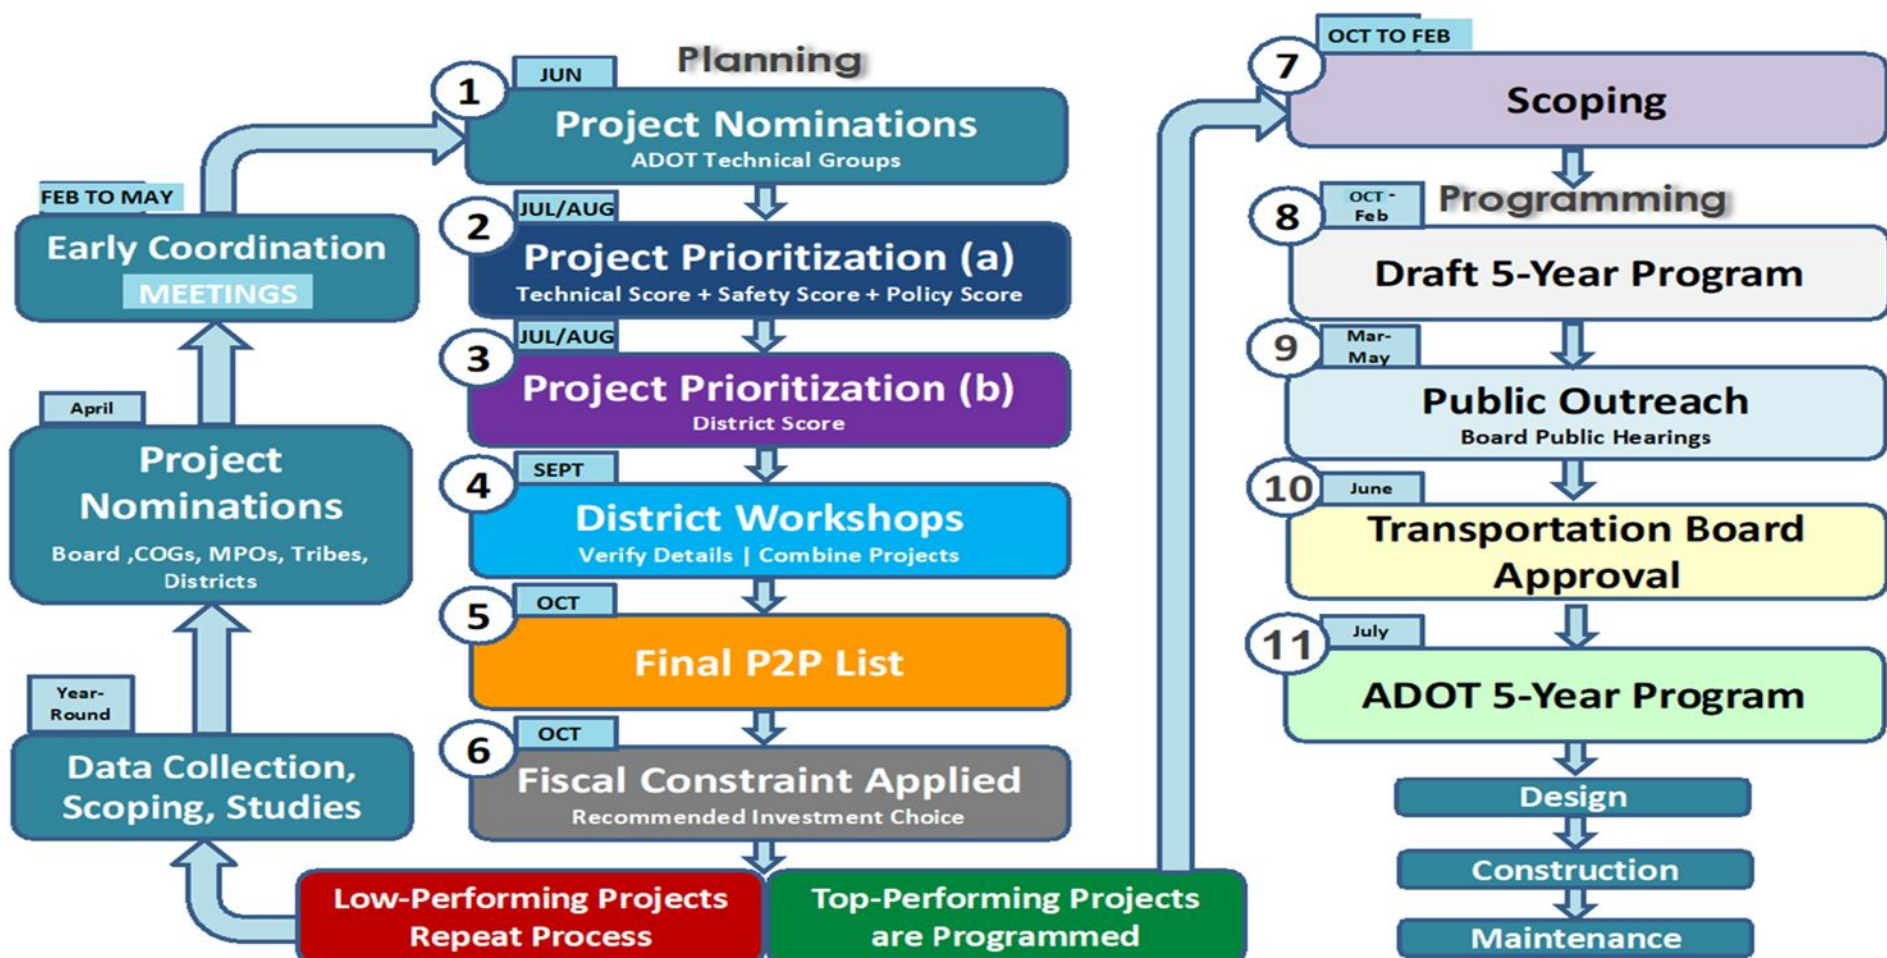 FEB TO MAY
Early Coordination
MEETINGS
April
Project
Nominations
Board ,COGs, MPOs, Tribes,
Districts
Year-
Round
Data Collection,
Scoping, Studies
Planning
1
JUN
Project Nominations
ADOT Technical Groups
2
JUL/AUG
Project Prioritization (a)
Technical Score + Safety Score + Policy Score
3
JUL/AUG
Project Prioritization (b)
District Score
4
SEPT
District Workshops
Verify Details | Combine Projects
5
OCT
Final P2P List
6
OCT
Fiscal Constraint Applied
Recommended Investment Choice
Low-Performing Projects
Repeat Process
Top-Performing Projects
are Programmed
7
OCT TO FEB
Scoping
Programming
8
OCT -
Feb
Draft 5-Year Program
9
Mar-
May
Public Outreach
Board Public Hearings
10
June
Transportation Board
Approval
11
July
ADOT 5-Year Program
Design
Construction
Maintenance